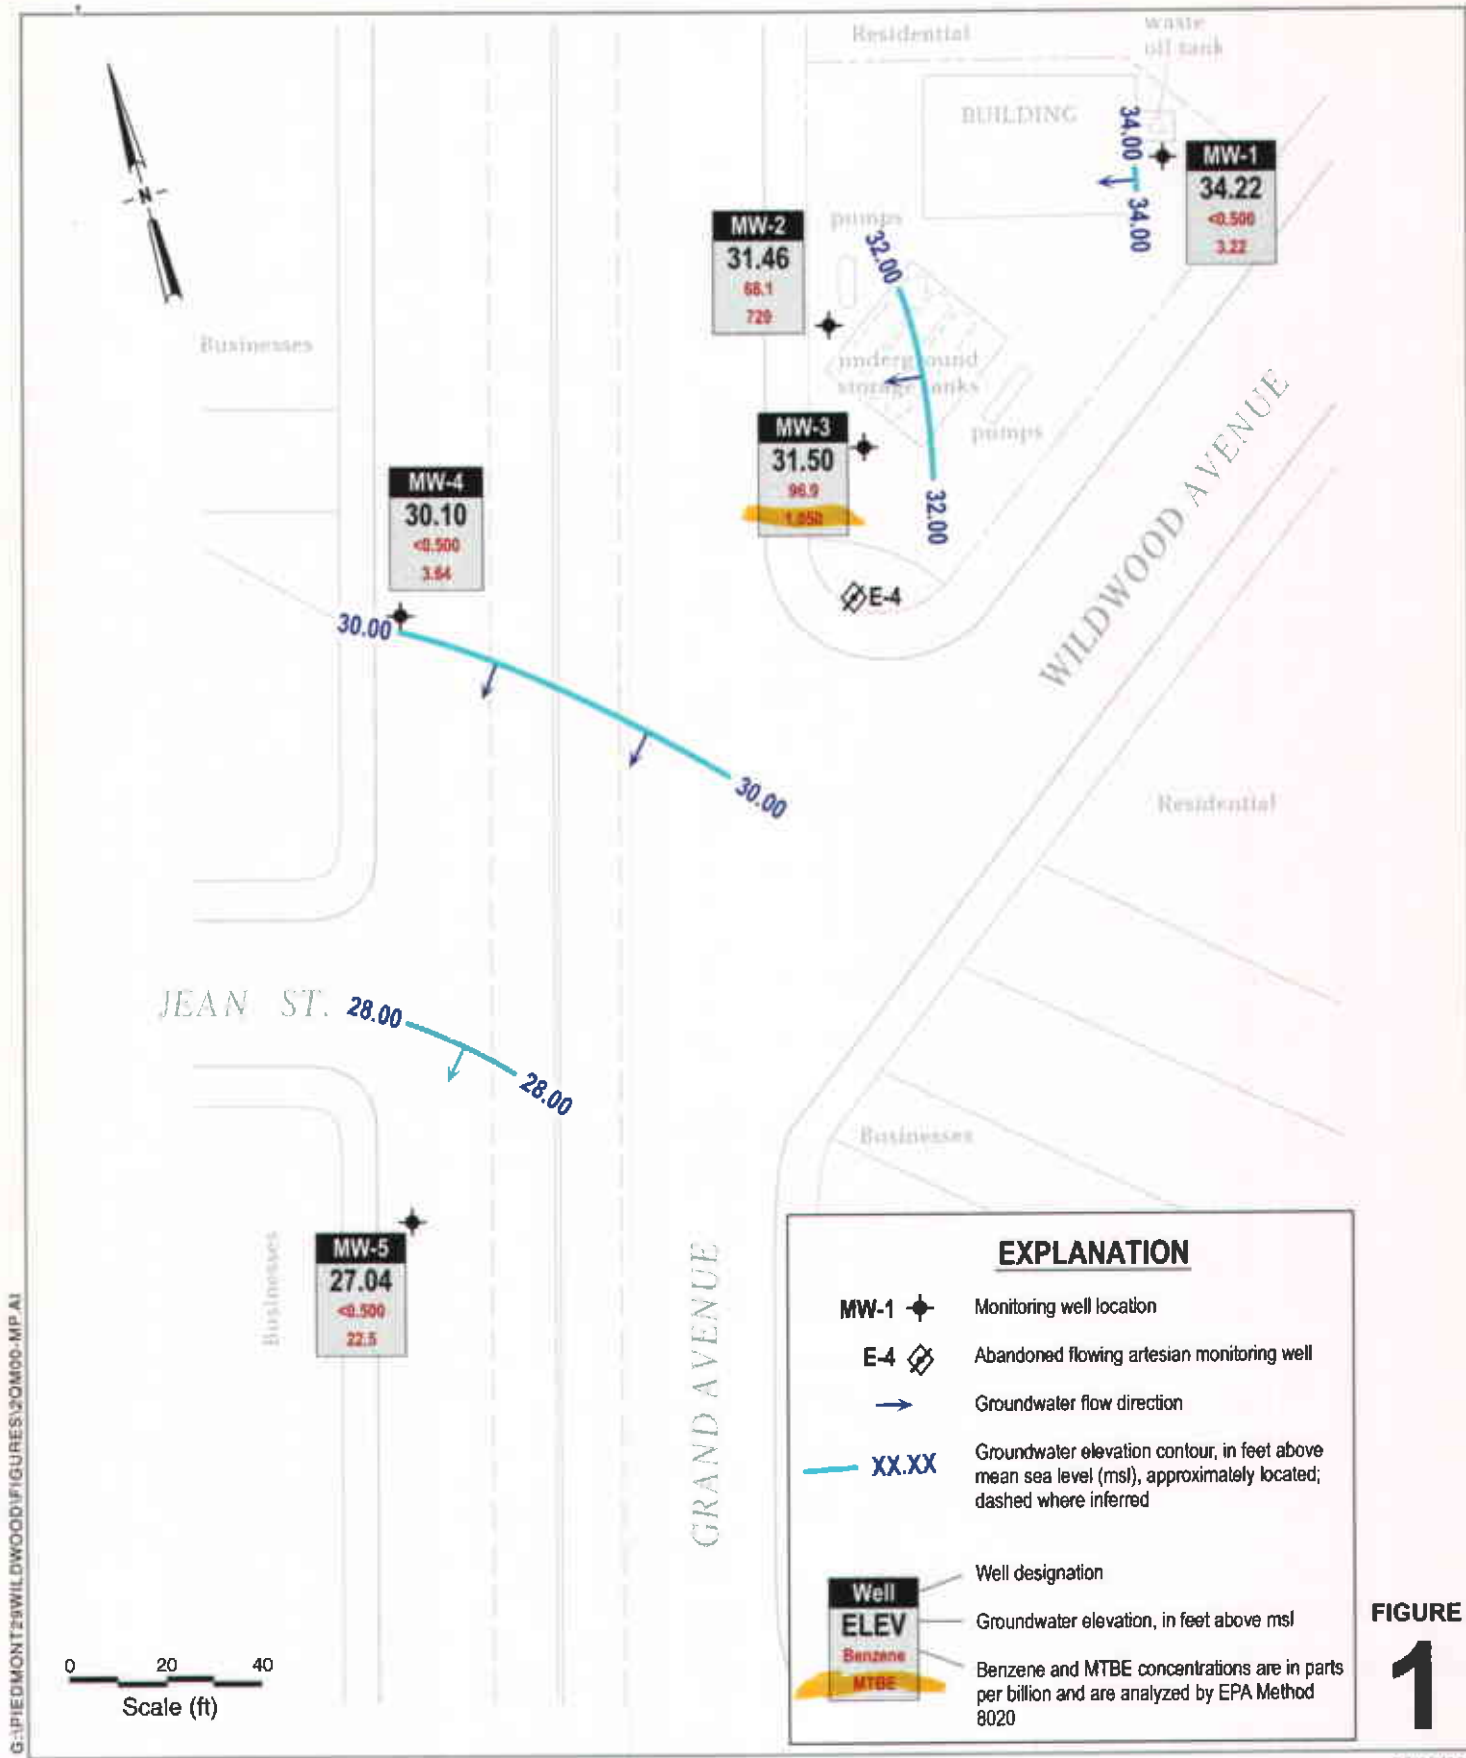 Residential
waste
oil tank
BUILDING
34.00
MW-1
34.22
<0.500
3.22
34.00
N
MW-2
31.46
68.1
729
pumps
32.00
Businesses
underground
storage tanks
pumps
MW-3
31.50
96.9
1,050
32.00
MW-4
30.10
<0.500
3.64
E-4
WILDWOOD AVENUE
30.00
30.00
Residential
JEAN ST.
28.00
28.00
Businesses
MW-5
27.04
<0.500
22.5
Businesses
GRAND AVENUE
EXPLANATION
MW-1 Monitoring well location
E-4 Abandoned flowing artesian monitoring well
Groundwater flow direction
XX.XX Groundwater elevation contour, in feet above
mean sea level (msl), approximately located;
dashed where inferred
Well
ELEV
Benzene
MTBE
Well designation
Groundwater elevation, in feet above msl
Benzene and MTBE concentrations are in parts
per billion and are analyzed by EPA Method
8020
FIGURE
1
0 20 40
Scale (ft)
G:\PIEDMONT29\WILDWOOD\FIGURES\2QM00-MP.AI